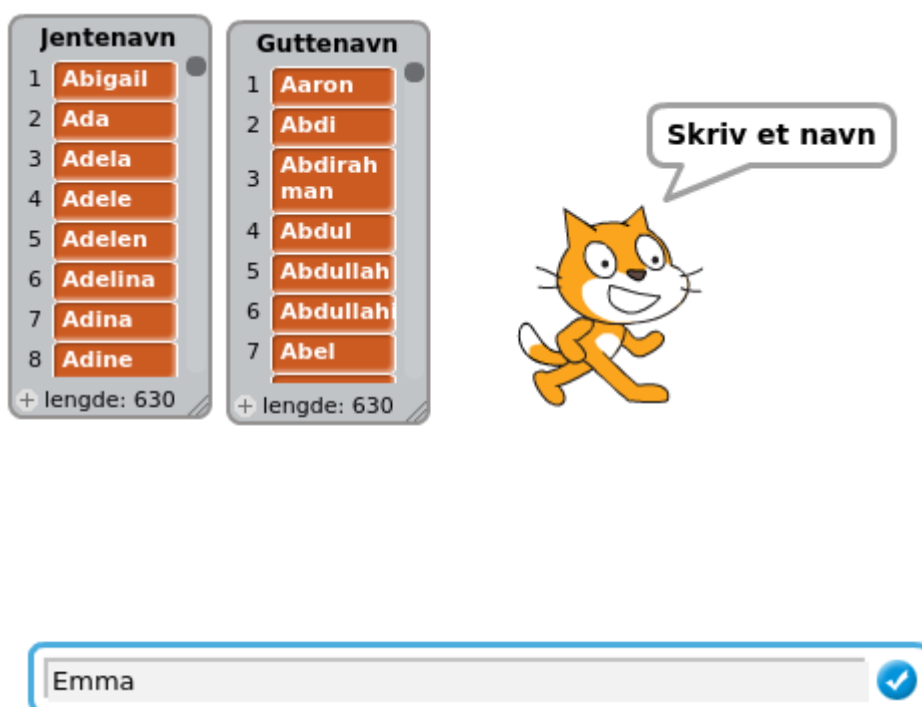 Jentenavn
1 Abigail
2 Ada
3 Adela
4 Adele
5 Adelen
6 Adelina
7 Adina
8 Adine
+ lengde: 630
Guttenavn
1 Aaron
2 Abdi
3 Abdirah
man
4 Abdul
5 Abdullah
6 Abdullahi
7 Abel
+ lengde: 630
Skriv et navn
Emma